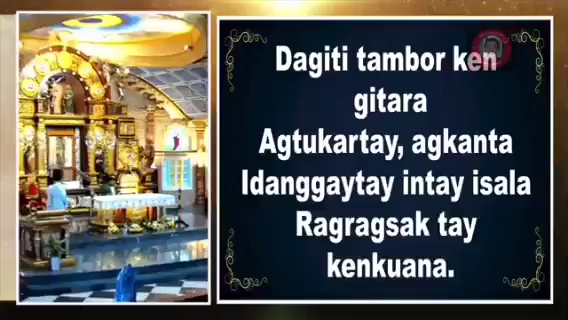 Dagiti tambor ken
gitara
Agtukartay, agkanta
Idanggaytay intay isala
Ragragsak tay
kenkuana.